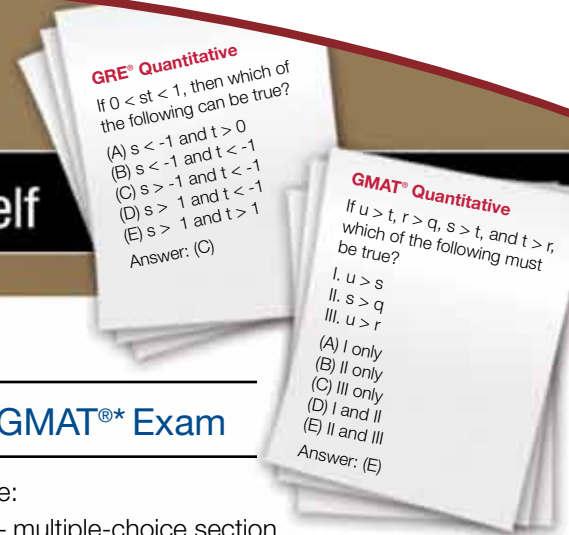 GRE® Quantitative
If 0 < st < 1, then which of
the following can be true?
(A) s < -1 and t > 0
(B) s < -1 and t < -1
(C) s > -1 and t < -1
(D) s > 1 and t < -1
(E) s > 1 and t > 1
Answer: (C)
elf
GMAT® Quantitative
If u > t, r > q, s > t, and t > r,
which of the following must
be true?
I. u > s
II. s > q
III. u > r
(A) I only
(B) II only
(C) III only
(D) I and II
(E) II and III
Answer: (E)
GMAT®* Exam
e:
– multiple-choice section